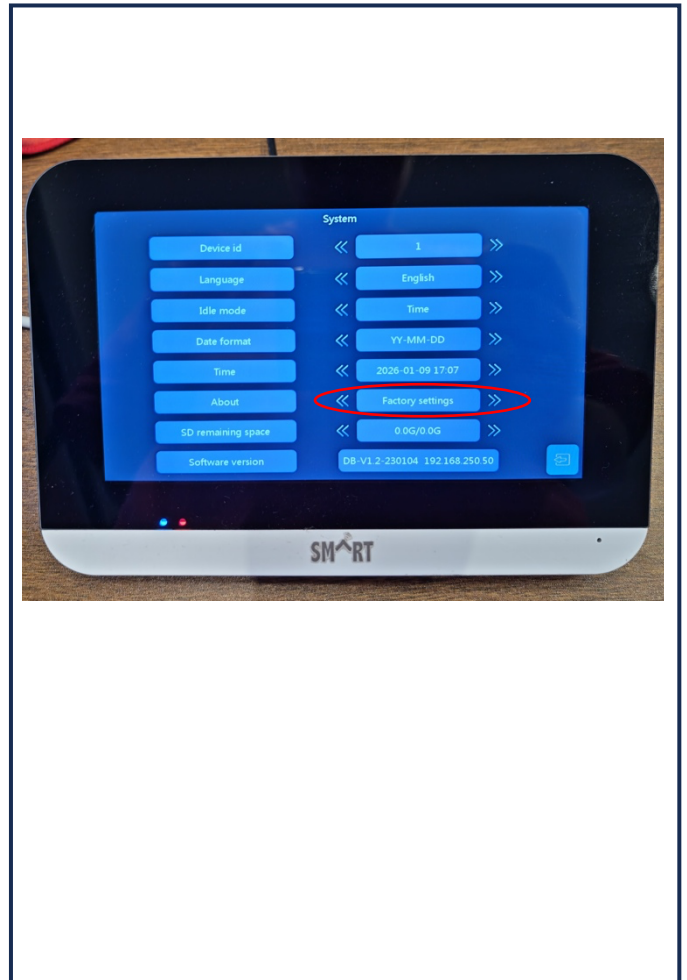 System
Device id 1
Language English
Idle mode Time
Date format YY-MM-DD
Time 2026-01-09 17:07
About Factory settings
SD remaining space 0.0G/0.0G
Software version DB-V1.2-230104 192.168.250.50
SMART